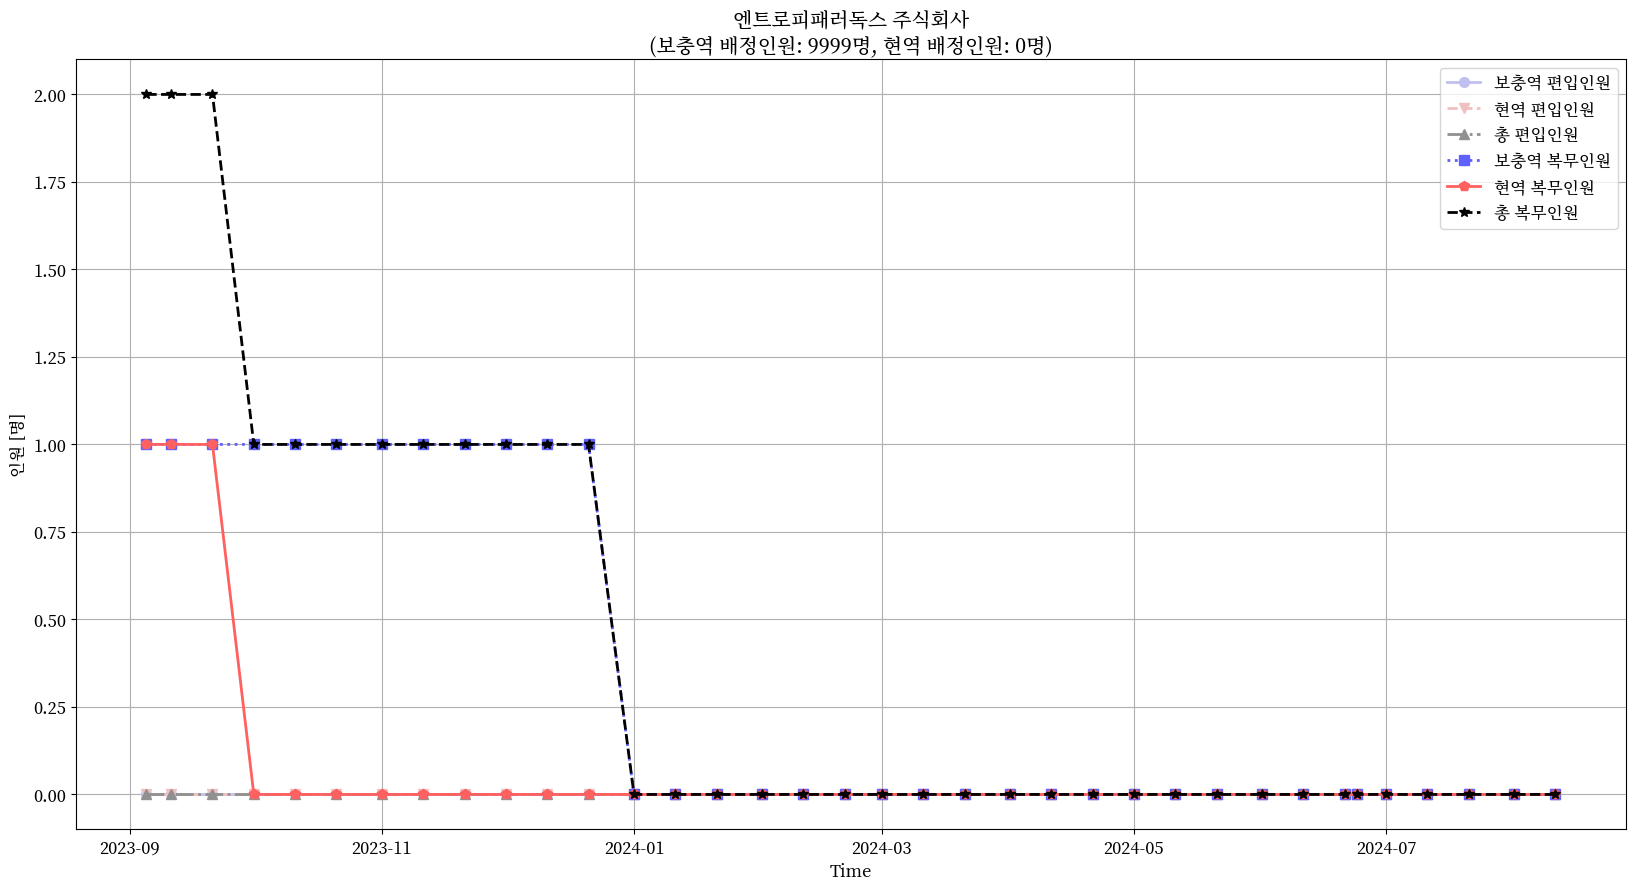 엔트로피패러독스 주식회사
(보충역 배정인원: 9999명, 현역 배정인원: 0명)
보충역 편입인원
현역 편입인원
총 편입인원
보충역 복무인원
현역 복무인원
총 복무인원
인원 [명]
2.00
1.75
1.50
1.25
1.00
0.75
0.50
0.25
0.00
2023-09
2023-11
2024-01
2024-03
2024-05
2024-07
Time